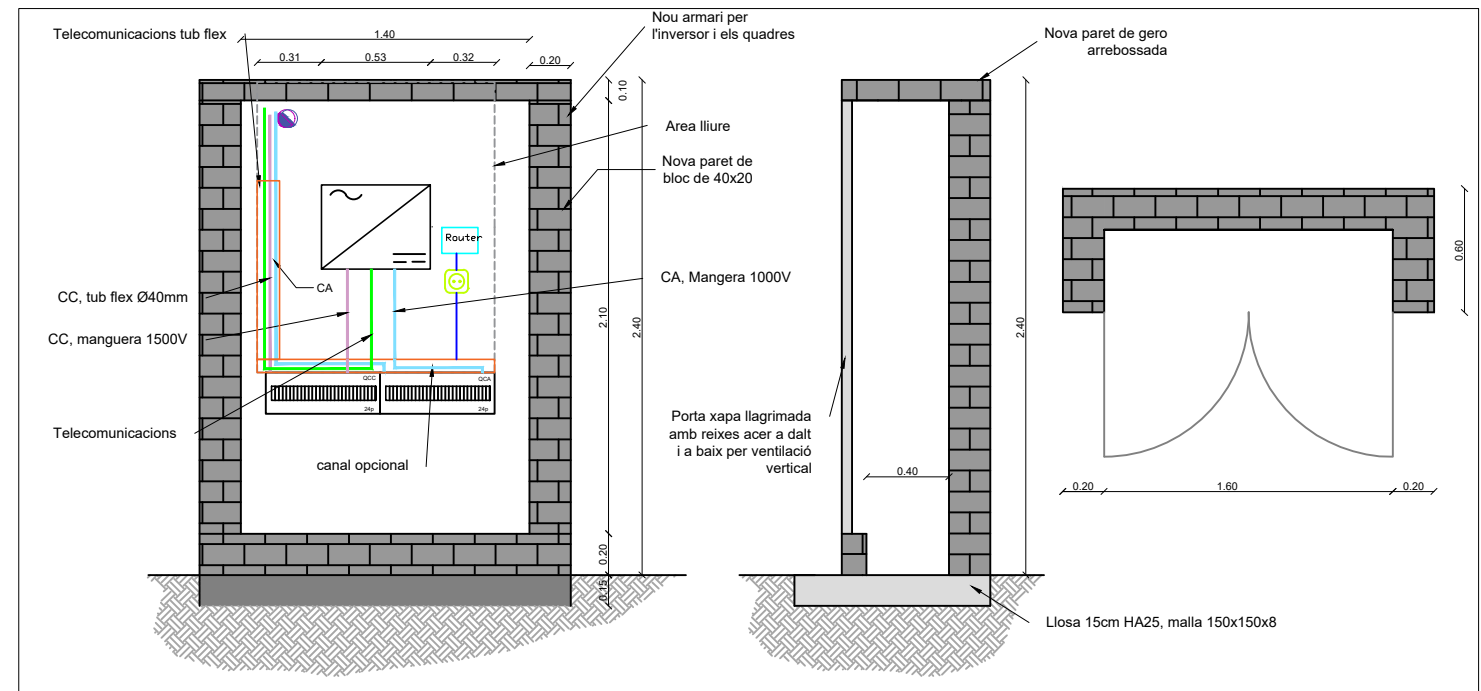 Telecomunicacions tub flex
1.40
0.31
0.53
0.32
0.20
Nou armari per
l'inversor i els quadres
0.10
Area lliure
Nova paret de
bloc de 40x20
Router
CA
CA, Mangera 1000V
CC, tub flex Ø40mm
CC, manguera 1500V
2.10
2.40
QCC
QCA
24p
24p
Telecomunicacions
canal opcional
0.20
0.15
Nova paret de gero
arrebossada
2.40
Porta xapa llagrimada
amb reixes acer a dalt
i a baix per ventilació
vertical
0.40
Llosa 15cm HA25, malla 150x150x8
0.60
0.20
1.60
0.20